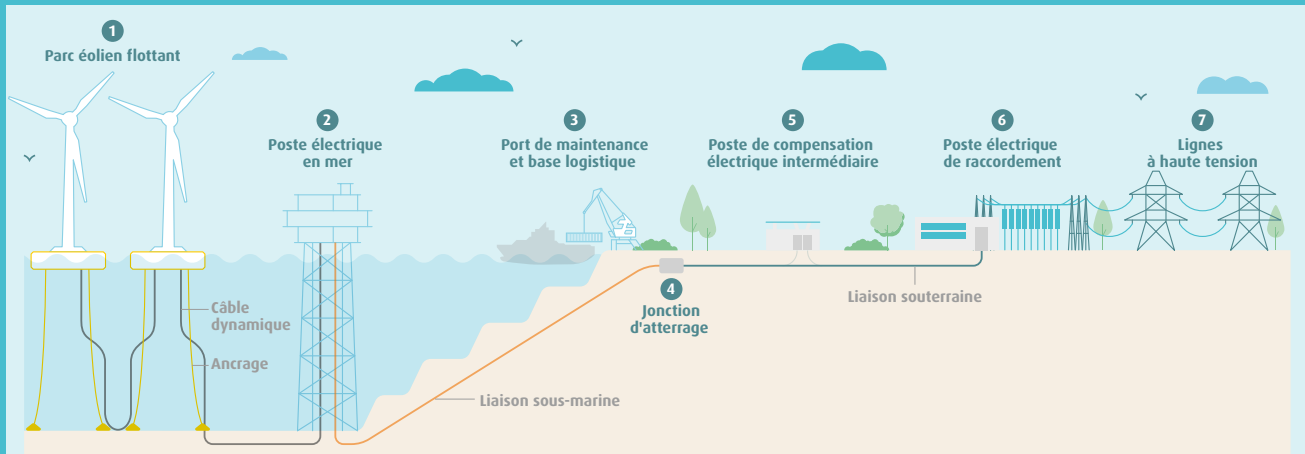 1
Parc éolien flottant
2
Poste électrique
en mer
3
Port de maintenance
et base logistique
5
Poste de compensation
électrique intermédiaire
6
Poste électrique
de raccordement
7
Lignes
à haute tension
4
Jonction
d'atterrage
Liaison souterraine
Câble
dynamique
Ancrage
Liaison sous-marine